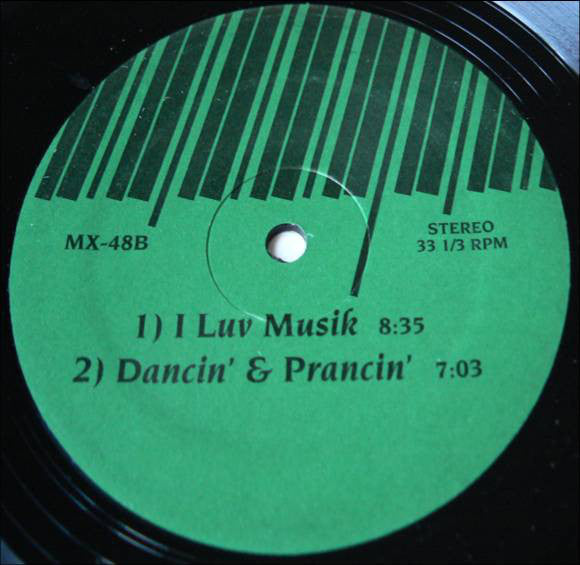 MX-48B
STEREO
33 1/3 RPM
1) I Luv Musik 8:35
2) Dancin' & Prancin' 7:03